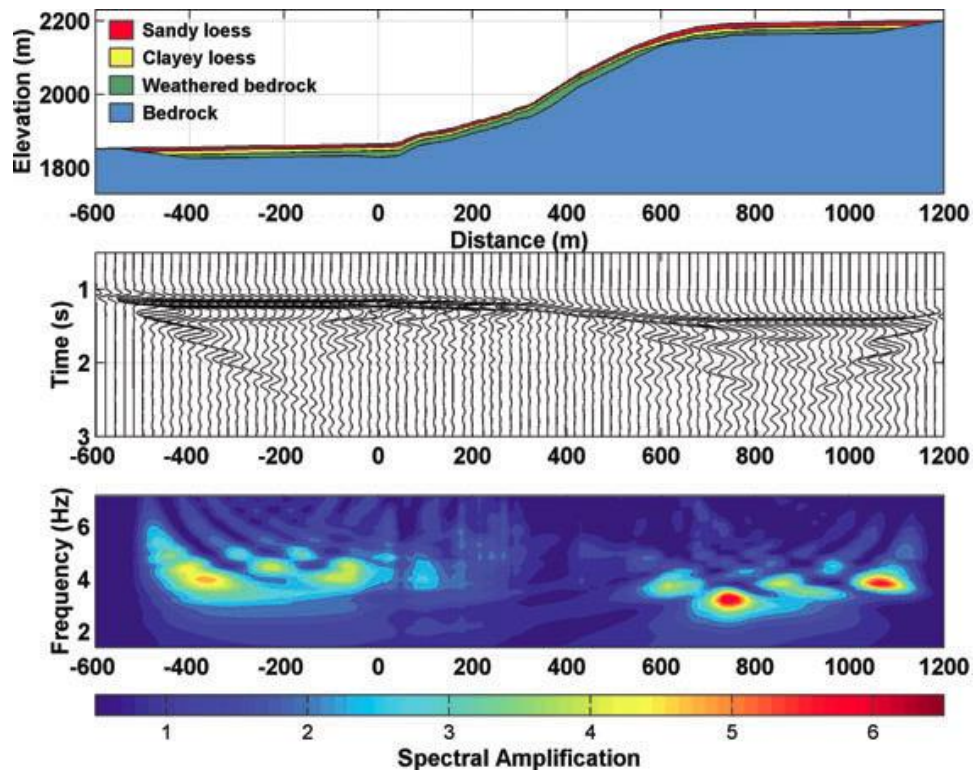 Elevation (m)
2200
2000
1800
Sandy loess
Clayey loess
Weathered bedrock
Bedrock
-600 -400 -200 0 200 400 600 800 1000 1200
Distance (m)
Time (s)
1
2
3
-600 -400 -200 0 200 400 600 800 1000 1200
Frequency (Hz)
6
4
2
-600 -400 -200 0 200 400 600 800 1000 1200
1 2 3 4 5 6
Spectral Amplification